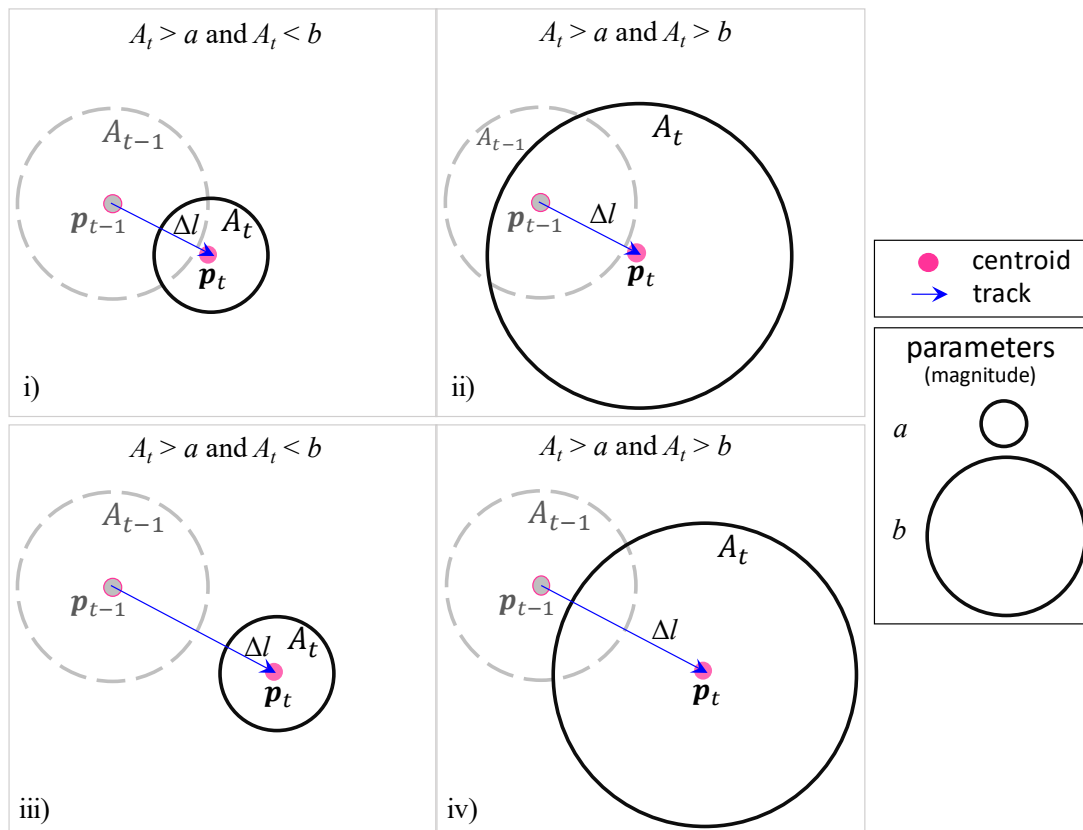 A_t > a and A_t < b
A_{t−1}
p_{t−1}
Δl
A_t
p_t
i)
A_t > a and A_t > b
A_{t−1}
A_t
p_{t−1}
Δl
p_t
ii)
A_t > a and A_t < b
A_{t−1}
p_{t−1}
Δl
A_t
p_t
iii)
A_t > a and A_t > b
A_{t−1}
A_t
p_{t−1}
Δl
p_t
iv)
centroid
track
parameters
(magnitude)
a
b